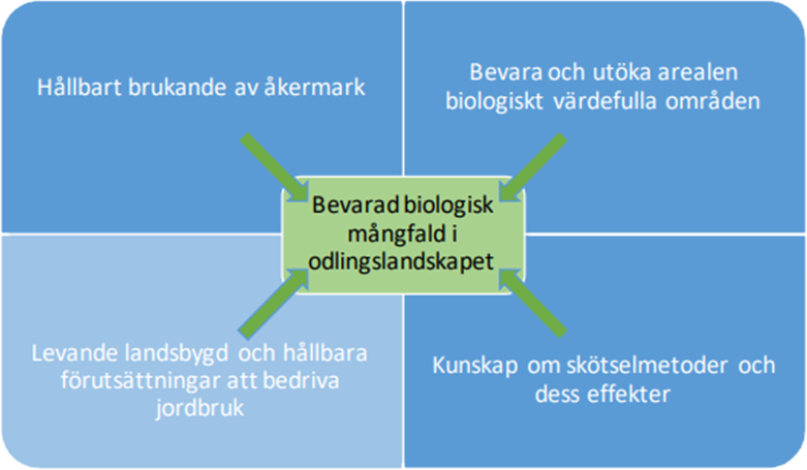 Hållbart brukande av åkermark
Bevara och utöka arealen
biologiskt värdefulla områden
Bevarad biologisk
mångfald i
odlingslandskapet
Levande landsbygd och hållbara
förutsättningar att bedriva
jordbruk
Kunskap om skötselmetoder och
dess effekter